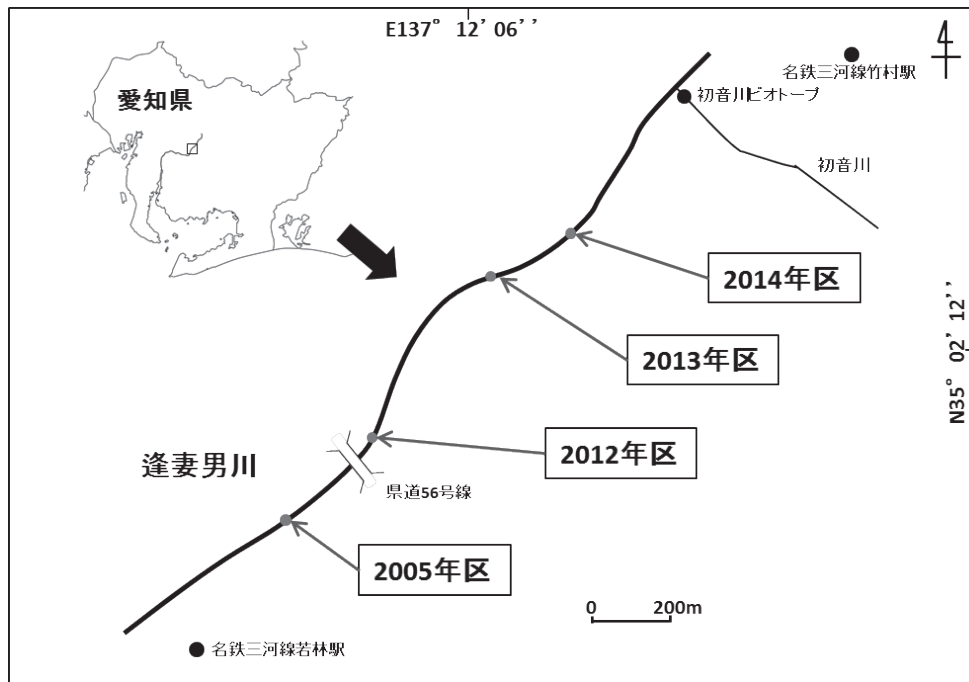 E137° 12’ 06’’
名鉄三河線竹村駅
初音川ビオトープ
愛知県
初音川
2014年区
N35° 02’ 12’’
2013年区
2012年区
逢妻男川
県道56号線
2005年区
0 200m
名鉄三河線若林駅